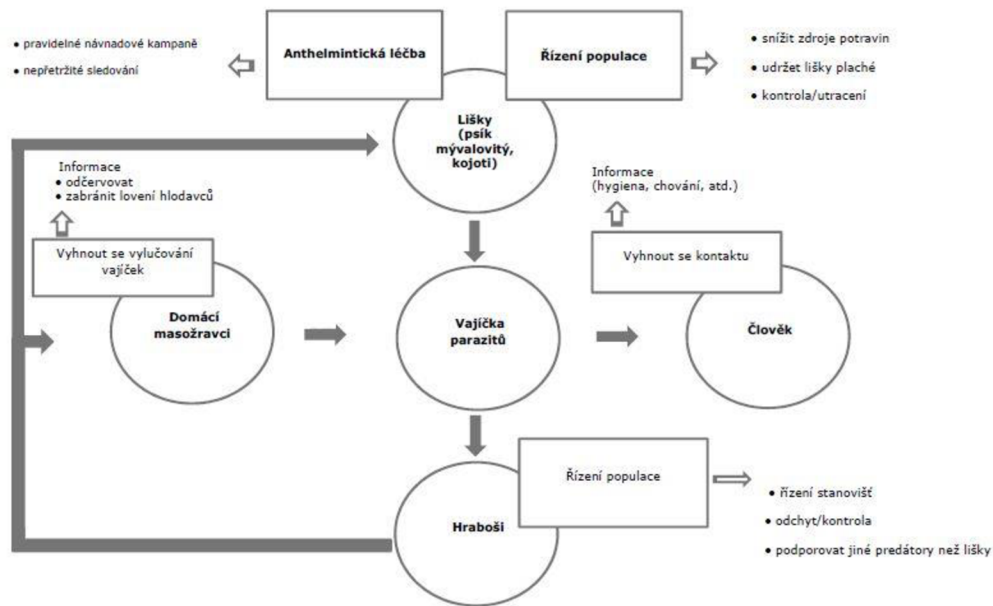 • pravidelné návnadové kampaně
• nepřetržité sledování
Anthelmintická léčba
Řízení populace
• snížit zdroje potravin
• udržet lišky plaché
• kontrola/utracení
Lišky
(psík
mývalovitý,
kojoti)
Informace
• odčervovat
• zabránit lovení hlodavců
Informace
(hygiena, chování, atd.)
Vyhnout se vylučování
vajíček
Vyhnout se kontaktu
Domácí
masožravci
Vajíčka
parazitů
Člověk
Řízení populace
Hraboši
• řízení stanovišť
• odchyt/kontrola
• podporovat jiné predátory než lišky